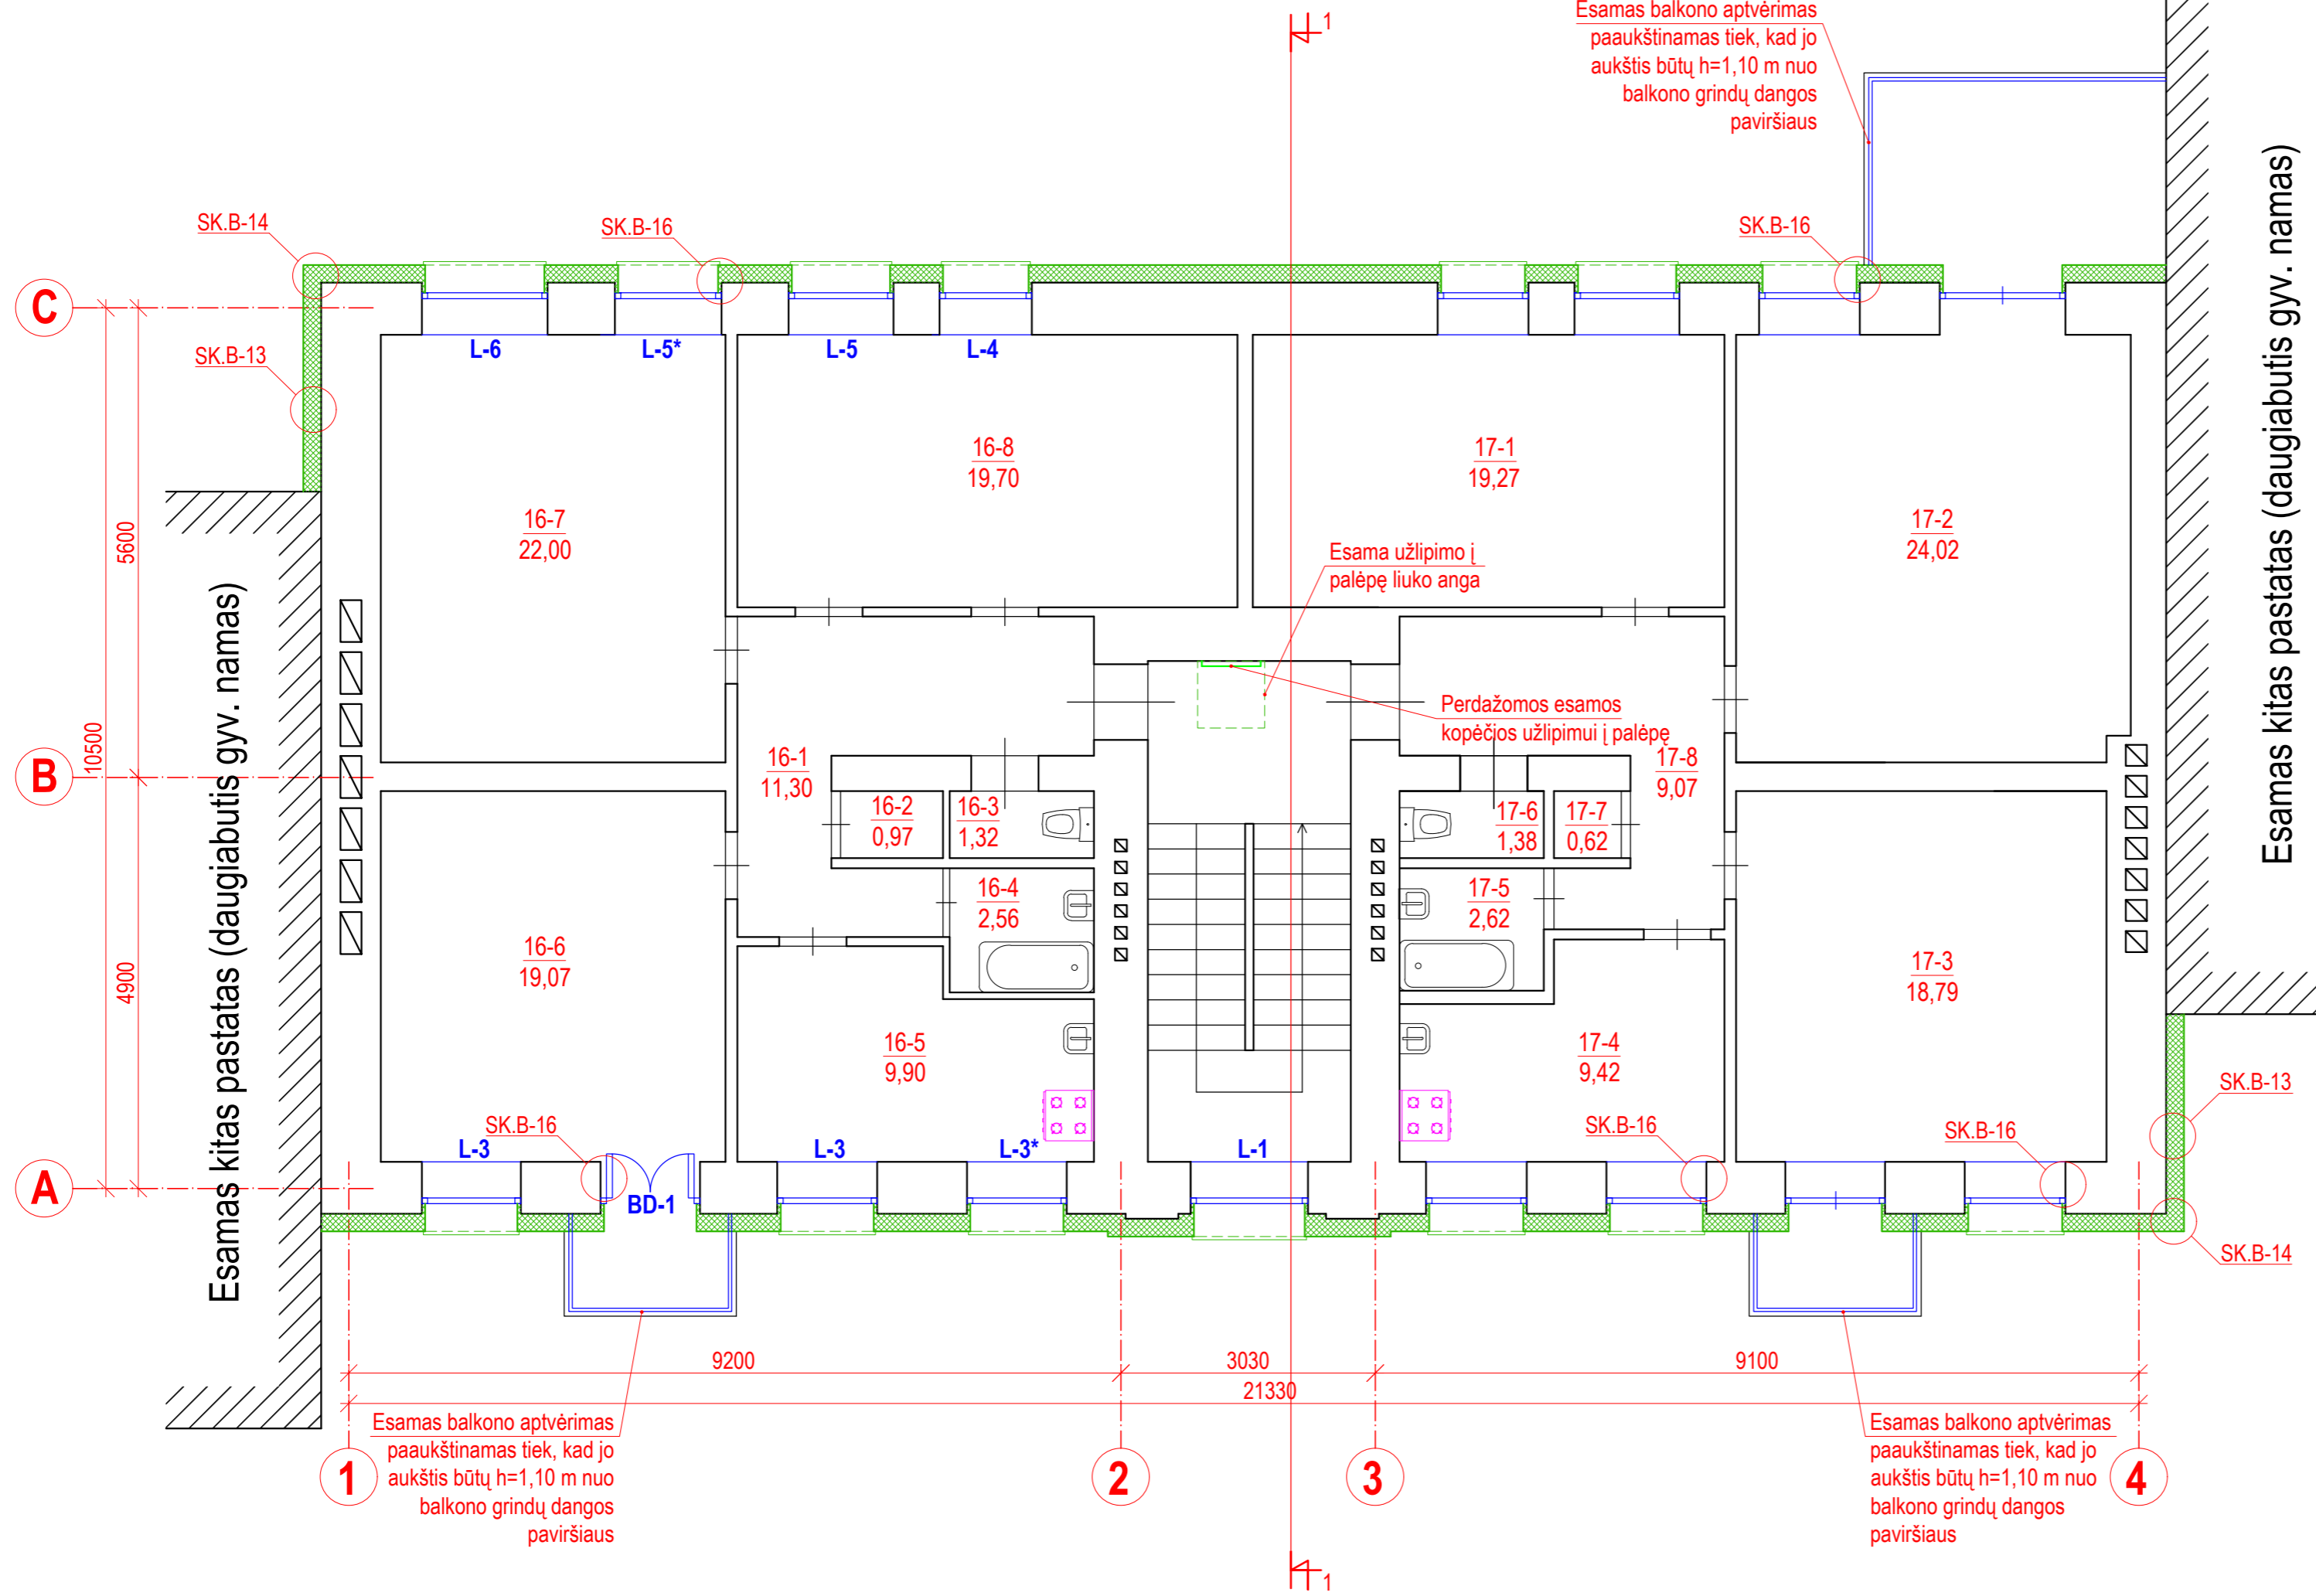 1
Esamas balkono aptvėrimas
paaukštinamas tiek, kad jo
aukštis būtų h=1,10 m nuo
balkono grindų dangos
paviršiaus
SK.B-14
SK.B-16
SK.B-16
C
SK.B-13
L-6
L-5*
L-5
L-4
16-7
22,00
16-8
19,70
17-1
19,27
17-2
24,02
Esama užlipimo į
palėpę liuko anga
Perdažomos esamos
kopėčios užlipimui į palėpę
5600
10500
4900
Esamas kitas pastatas (daugiabutis gyv. namas)
Esamas kitas pastatas (daugiabutis gyv. namas)
B
16-1
11,30
16-2
0,97
16-3
1,32
17-6
1,38
17-7
0,62
17-8
9,07
16-4
2,56
17-5
2,62
16-6
19,07
16-5
9,90
17-4
9,42
17-3
18,79
SK.B-13
SK.B-16
SK.B-16
SK.B-16
L-3
L-3
L-3*
L-1
A
BD-1
SK.B-14
9200
3030
9100
21330
Esamas balkono aptvėrimas
paaukštinamas tiek, kad jo
aukštis būtų h=1,10 m nuo
balkono grindų dangos
paviršiaus
Esamas balkono aptvėrimas
paaukštinamas tiek, kad jo
aukštis būtų h=1,10 m nuo
balkono grindų dangos
paviršiaus
1
2
3
4
1